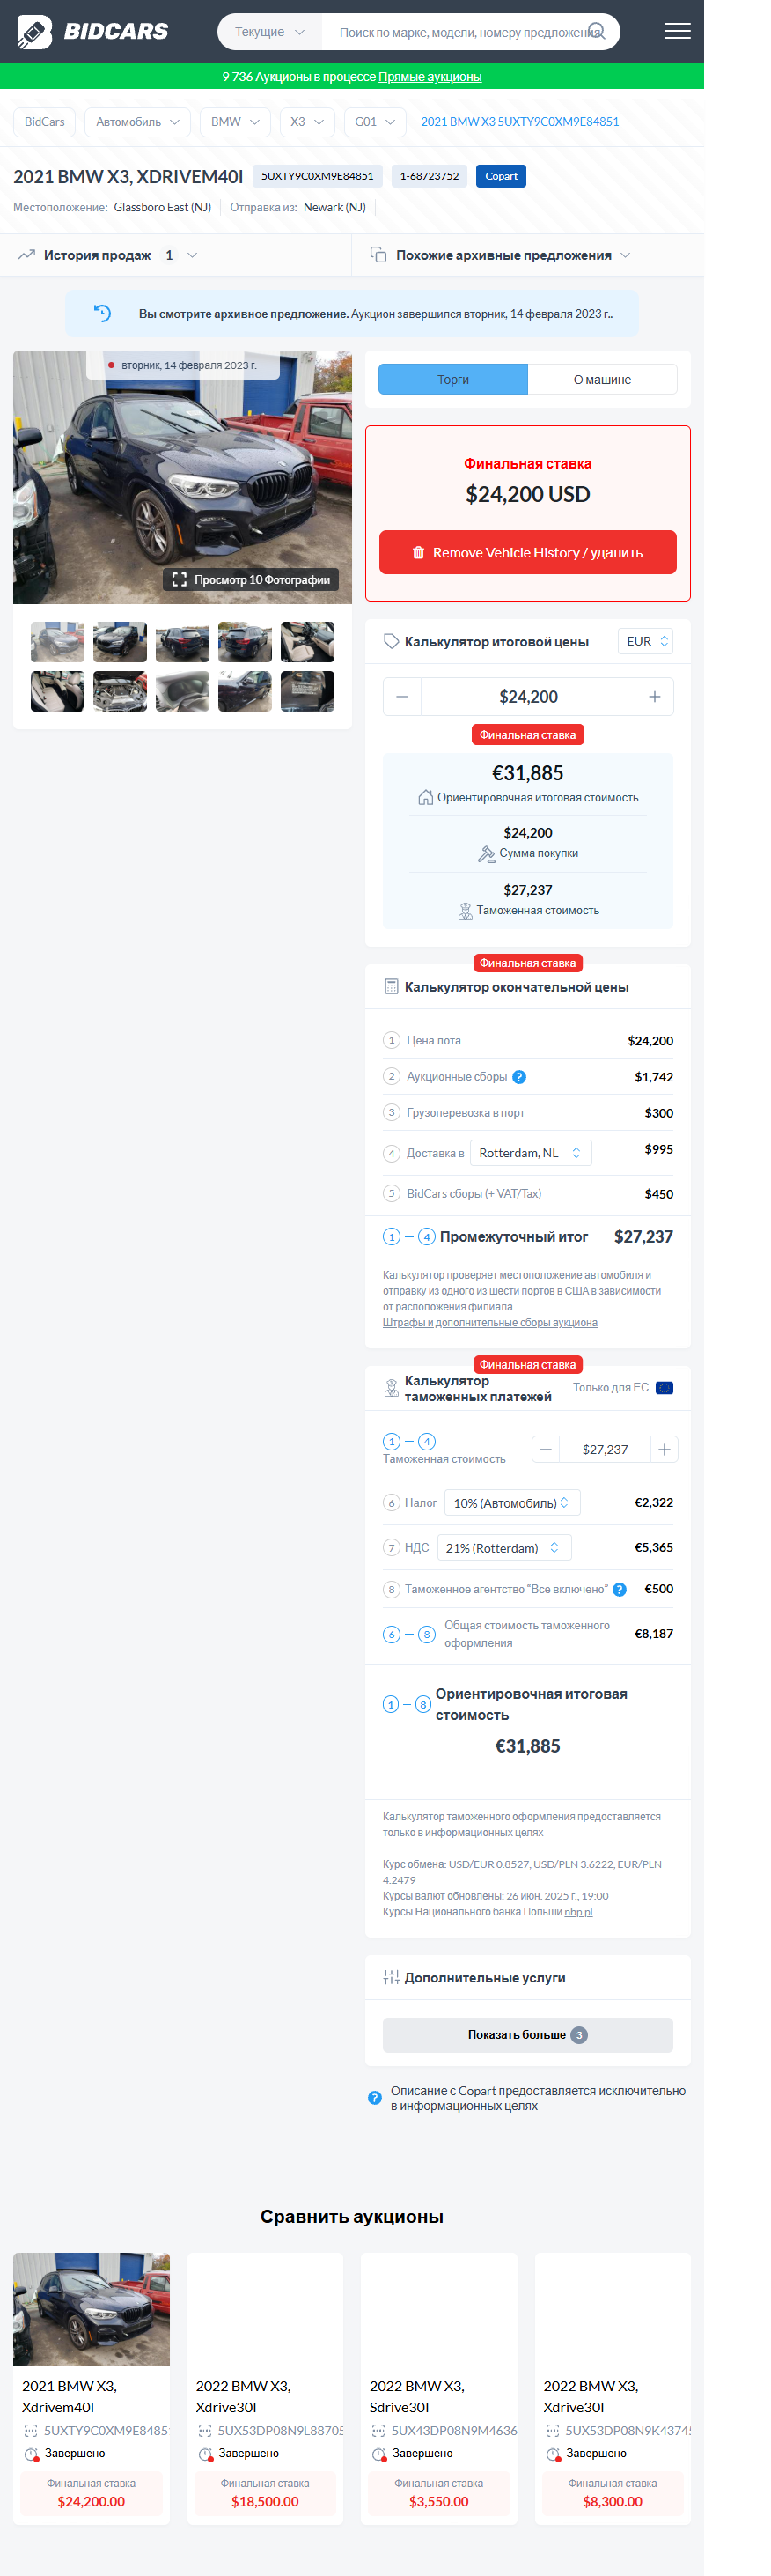 BIDCARS
Текущие
Поиск по марке, модели, номеру предложения
9 736 Аукционы в процессе Прямые аукционы
BidCars
Автомобиль
BMW
X3
G01
2021 BMW X3 5UXTY9C0XM9E84851
2021 BMW X3, XDRIVEM40I
5UXTY9C0XM9E84851
1-68723752
Copart
Местоположение: Glassboro East (NJ)
Отправка из: Newark (NJ)
История продаж 1
Похожие архивные предложения
Вы смотрите архивное предложение. Аукцион завершился вторник, 14 февраля 2023 г..
вторник, 14 февраля 2023 г.
Просмотр 10 Фотографии
Торги
О машине
Финальная ставка
$24,200 USD
Remove Vehicle History / удалить
Калькулятор итоговой цены
EUR
$24,200
Финальная ставка
€31,885
Ориентировочная итоговая стоимость
$24,200
Сумма покупки
$27,237
Таможенная стоимость
Финальная ставка
Калькулятор окончательной цены
1 Цена лота $24,200
2 Аукционные сборы ? $1,742
3 Грузоперевозка в порт $300
4 Доставка в Rotterdam, NL $995
5 BidCars сборы (+ VAT/Tax) $450
1 – 4 Промежуточный итог $27,237
Калькулятор проверяет местоположение автомобиля и
отправку из одного из шести портов в США в зависимости
от расположения филиала.
Штрафы и дополнительные сборы аукциона
Финальная ставка
Калькулятор
таможенных платежей
Только для ЕС
1 – 4
Таможенная стоимость
$27,237
6 Налог 10% (Автомобиль) €2,322
7 НДС 21% (Rotterdam) €5,365
8 Таможенное агентство "Все включено" ? €500
6 – 8 Общая стоимость таможенного
оформления
€8,187
1 – 8 Ориентировочная итоговая
стоимость
€31,885
Калькулятор таможенного оформления предоставляется
только в информационных целях
Курс обмена: USD/EUR 0.8527, USD/PLN 3.6222, EUR/PLN
4.2479
Курсы валют обновлены: 26 июн. 2025 г., 19:00
Курсы Национального банка Польши nbp.pl
Дополнительные услуги
Показать больше 3
? Описание с Copart предоставляется исключительно
в информационных целях
Сравнить аукционы
2021 BMW X3,
Xdrivem40I
5UXTY9C0XM9E8485
Завершено
Финальная ставка
$24,200.00
2022 BMW X3,
Xdrive30I
5UX53DP08N9L88705
Завершено
Финальная ставка
$18,500.00
2022 BMW X3,
Sdrive30I
5UX43DP08N9M4636
Завершено
Финальная ставка
$3,550.00
2022 BMW X3,
Xdrive30I
5UX53DP08N9K43745
Завершено
Финальная ставка
$8,300.00